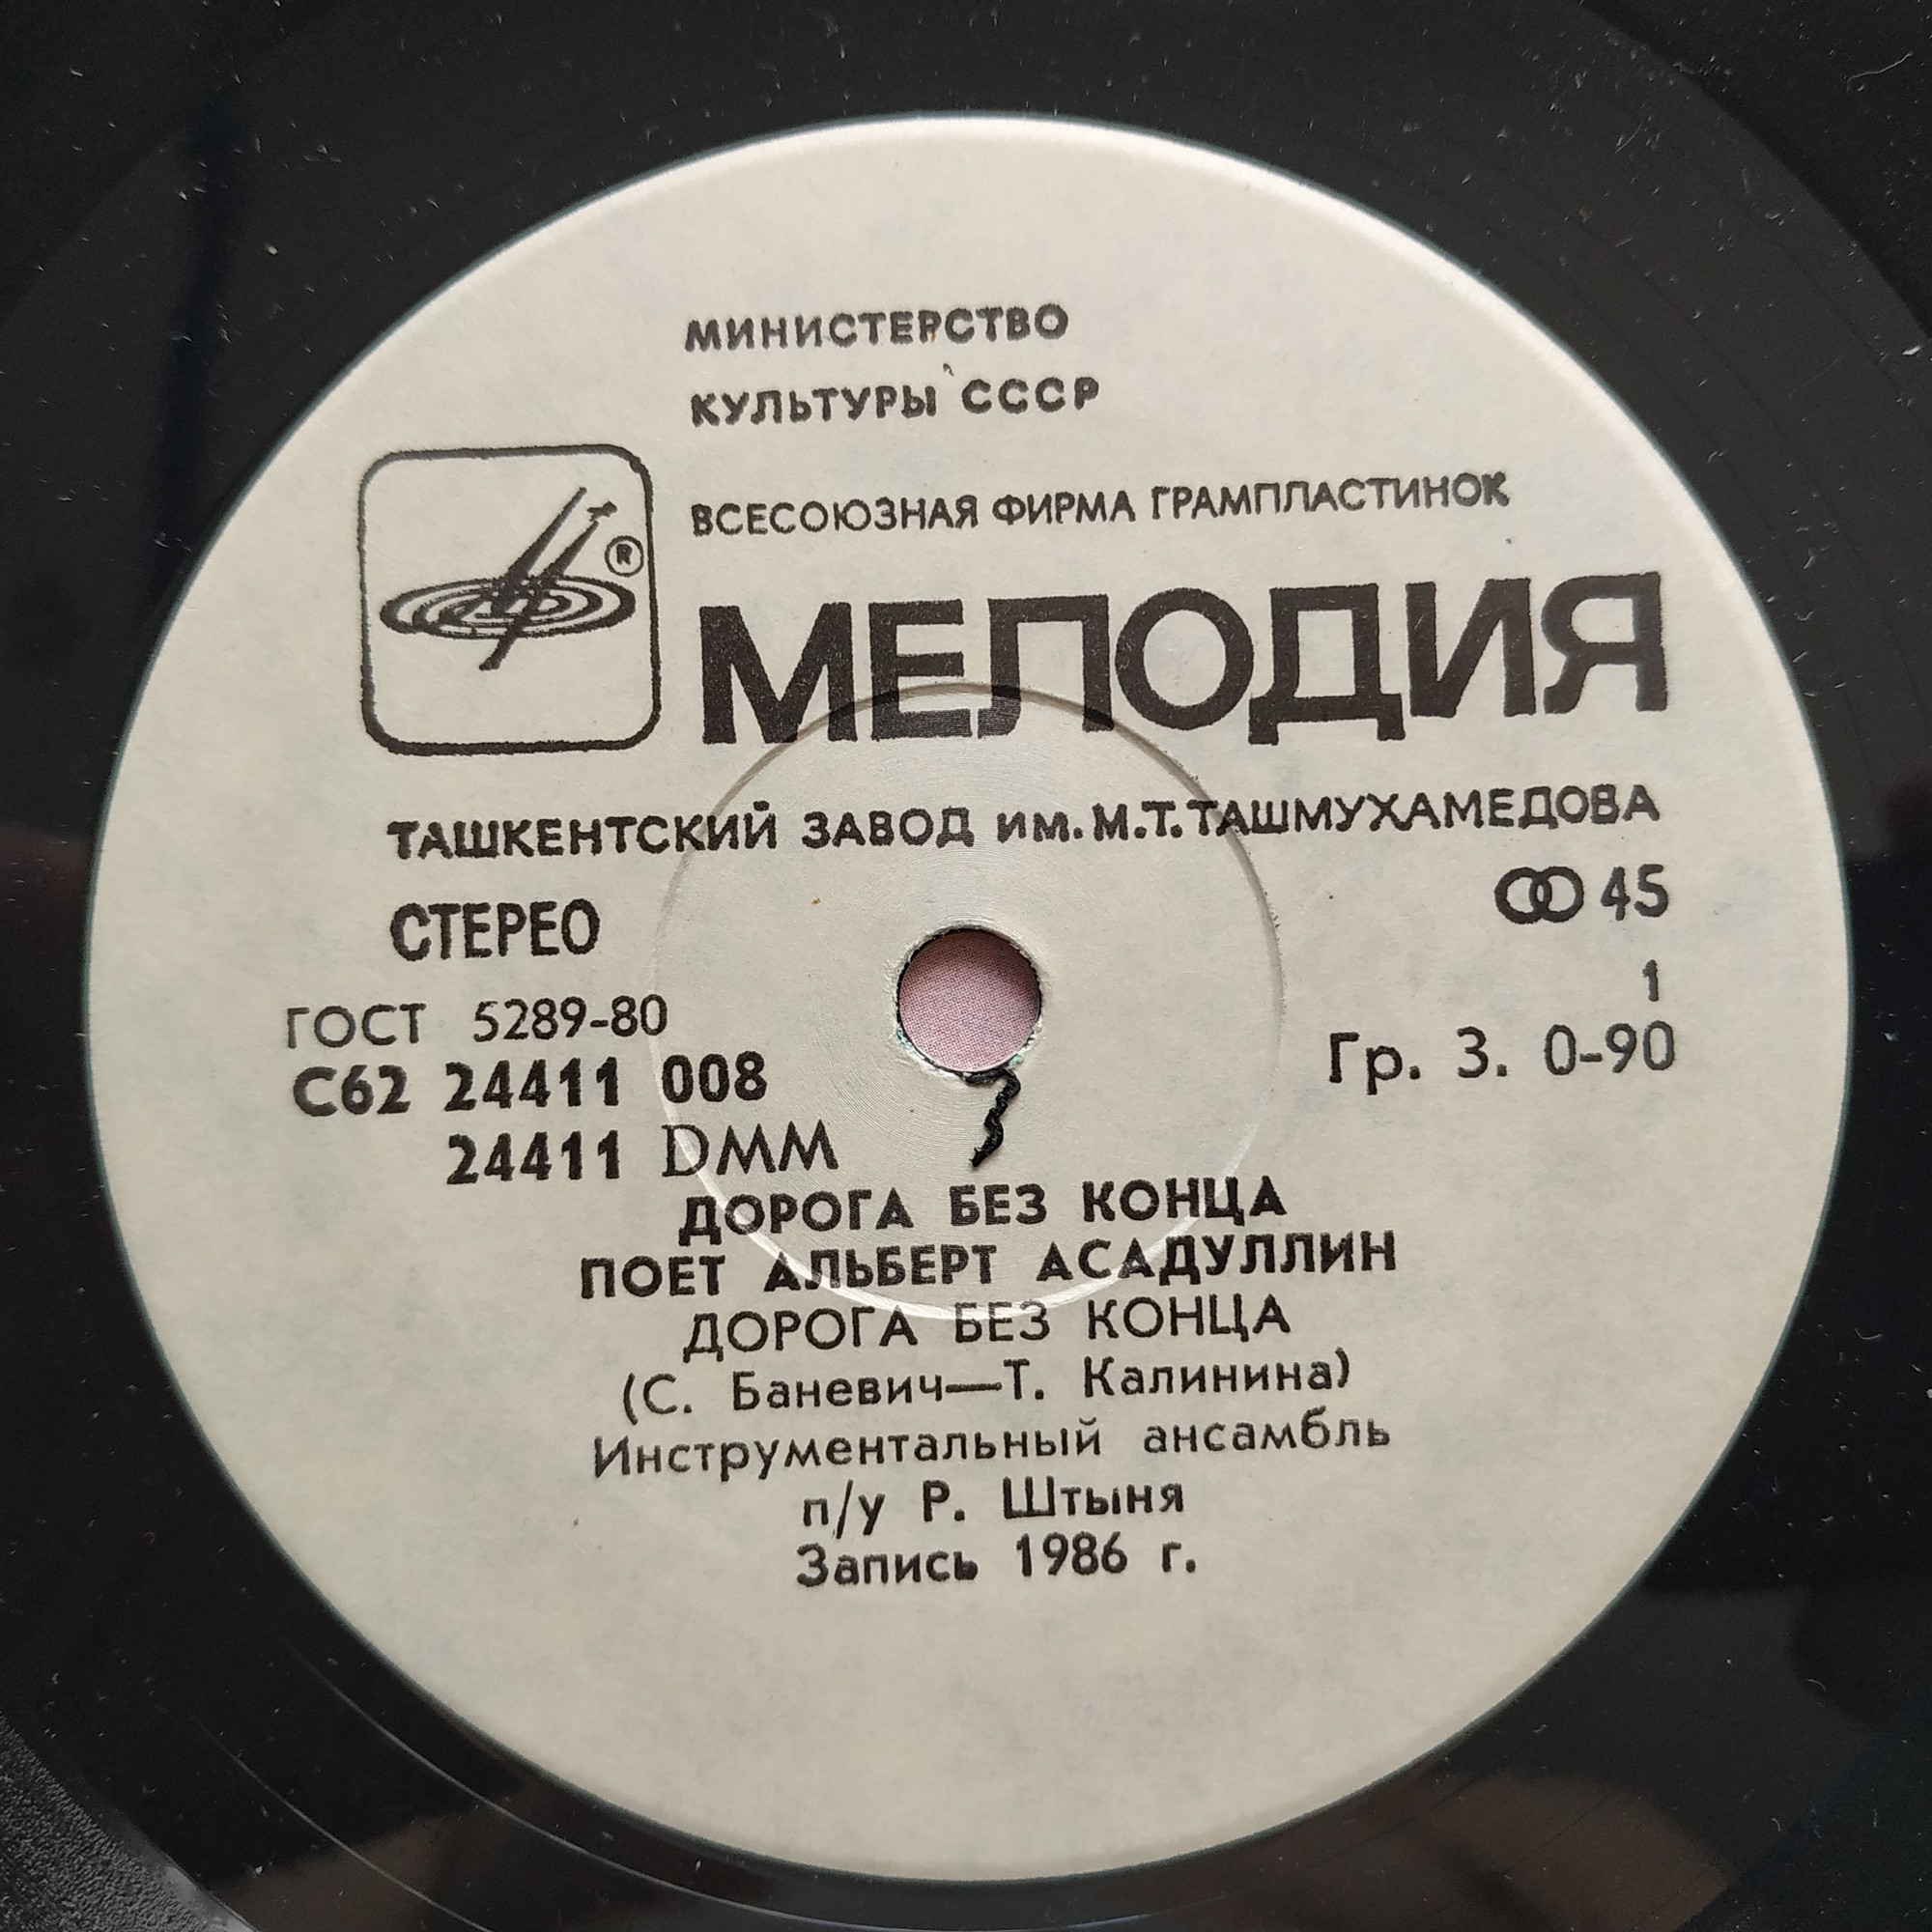 МИНИСТЕРСТВО
КУЛЬТУРЫ СССР
ВСЕСОЮЗНАЯ ФИРМА ГРАМПЛАСТИНОК
®
МЕЛОДИЯ
ТАШКЕНТСКИЙ ЗАВОД им. М.Т. ТАШМУХАМЕДОВА
СТЕРЕО
45
ГОСТ 5289-80
1
С62 24411 008
Гр. 3. 0-90
24411 DMM
ДОРОГА БЕЗ КОНЦА
ПОЕТ АЛЬБЕРТ АСАДУЛЛИН
ДОРОГА БЕЗ КОНЦА
(С. Баневич—Т. Калинина)
Инструментальный ансамбль
п/у Р. Штыня
Запись 1986 г.